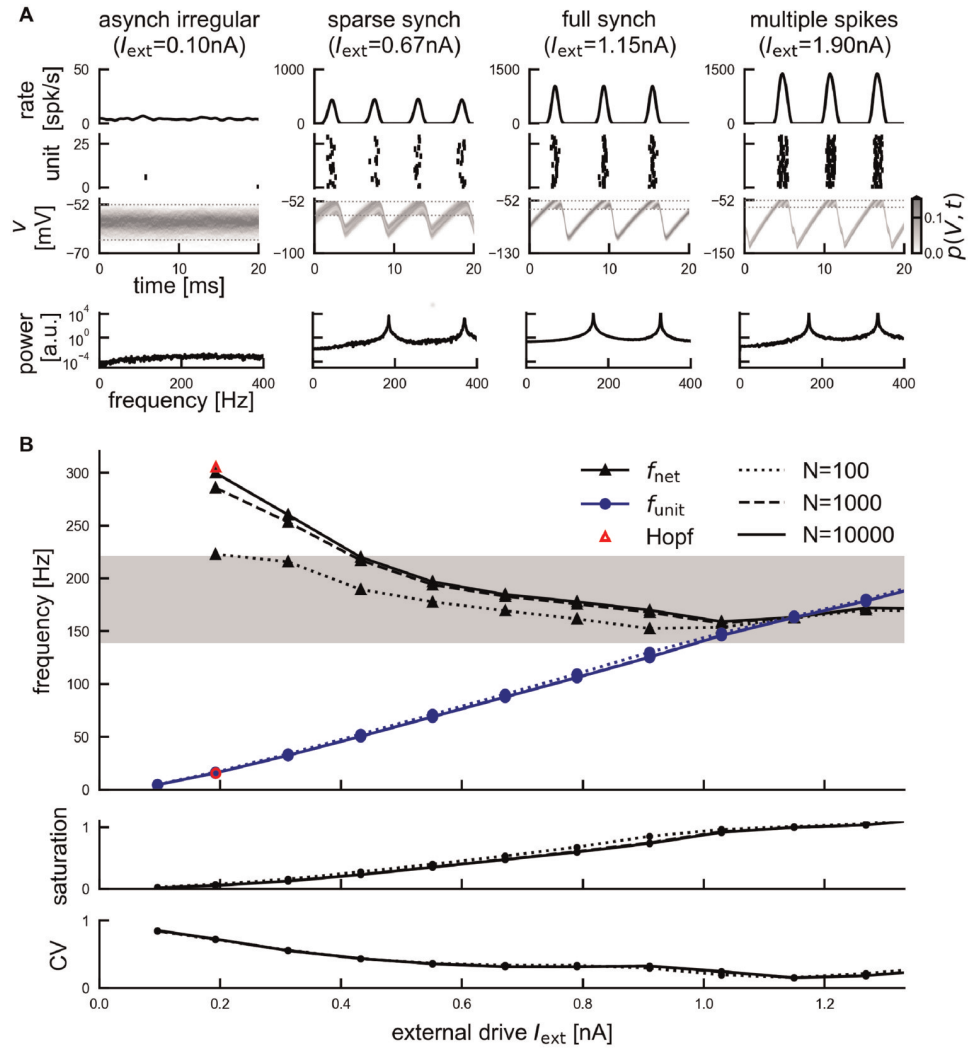 A
asynch irregular
(Iext=0.10nA)
sparse synch
(Iext=0.67nA)
full synch
(Iext=1.15nA)
multiple spikes
(Iext=1.90nA)
rate
[spk/s]
50
0
1000
0
1500
0
1500
0
unit
25
0
V
[mV]
−52
−70
−52
−100
−52
−130
−52
−150
0 10 20
0 10 20
0 10 20
0 10 20
time [ms]
0.1
0.0
p(V, t)
power
[a.u.]
10^4
10^0
10^−4
0 200 400
0 200 400
0 200 400
0 200 400
frequency [Hz]
B
frequency [Hz]
300
250
200
150
100
50
0
fnet
funit
Hopf
N=100
N=1000
N=10000
saturation
1
0
CV
1
0
0.0 0.2 0.4 0.6 0.8 1.0 1.2
external drive Iext [nA]